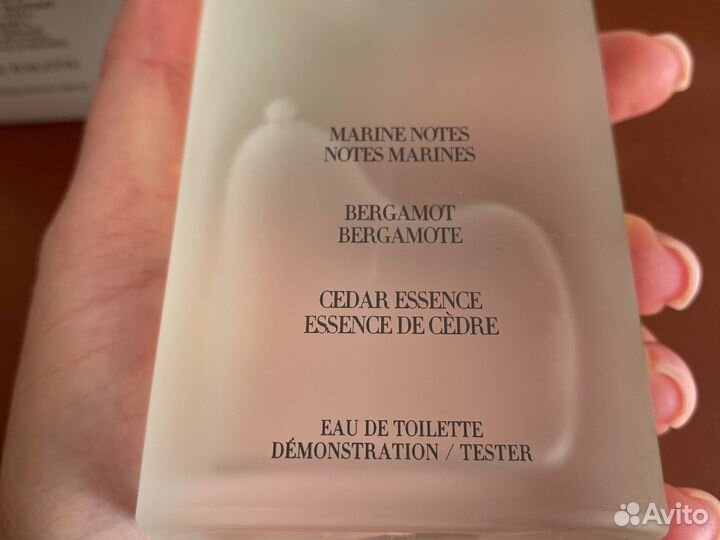 MARINE NOTES
NOTES MARINES
BERGAMOT
BERGAMOTE
CEDAR ESSENCE
ESSENCE DE CÈDRE
EAU DE TOILETTE
DÉMONSTRATION / TESTER
Avito